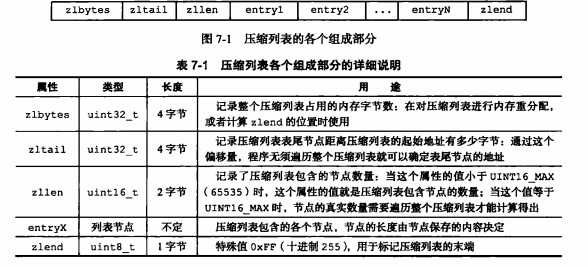 zlbytes zltail zllen entry1 entry2 ... entryN zlend
图 7-1 压缩列表的各个组成部分
表 7-1 压缩列表各个组成部分的详细说明
属性 类型 长度 用 途
zlbytes uint32_t 4 字节 记录整个压缩列表占用的内存字节数：在对压缩列表进行内存重分配，
或者计算 zlend 的位置时使用
zltail uint32_t 4 字节 记录压缩列表表尾节点距离压缩列表的起始地址有多少字节：通过这个
偏移量，程序无须遍历整个压缩列表就可以确定表尾节点的地址
zllen uint16_t 2 字节 记录了压缩列表包含的节点数量：当这个属性的值小于 UINT16_MAX
（65535）时，这个属性的值就是压缩列表包含节点的数量；当这个值等于
UINT16_MAX 时，节点的真实数量需要遍历整个压缩列表才能计算得出
entryX 列表节点 不定 压缩列表包含的各个节点，节点的长度由节点保存的内容决定
zlend uint8_t 1 字节 特殊值 0xFF（十进制 255），用于标记压缩列表的末端